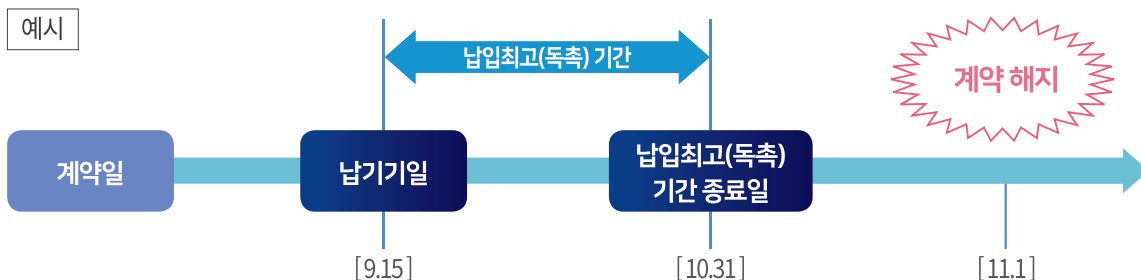 예시
납입최고(독촉) 기간
계약 해지
계약일
납기기일
납입최고(독촉)
기간 종료일
[9.15]
[10.31]
[11.1]